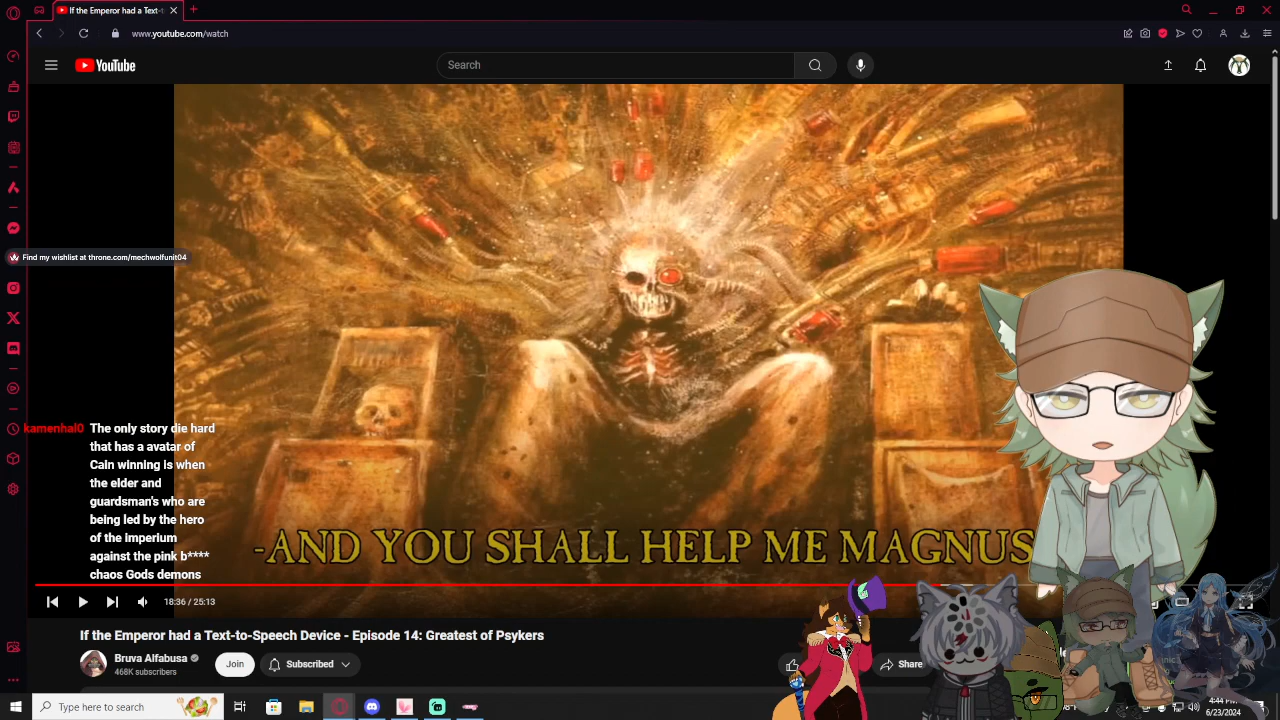 If the Emperor had a Text-t
www.youtube.com/watch
YouTube
Search
Find my wishlist at throne.com/mechwolfunit04
kamenhal0 The only story die hard
that has a avatar of
Cain winning is when
the elder and
guardsman's who are
being led by the hero
of the imperium
against the pink b****
chaos Gods demons
-AND YOU SHALL HELP ME MAGNUS
18:36 / 25:13
If the Emperor had a Text-to-Speech Device - Episode 14: Greatest of Psykers
Bruva Alfabusa
468K subscribers
Join
Subscribed
Share
Type here to search
4:44 PM
6/23/2024